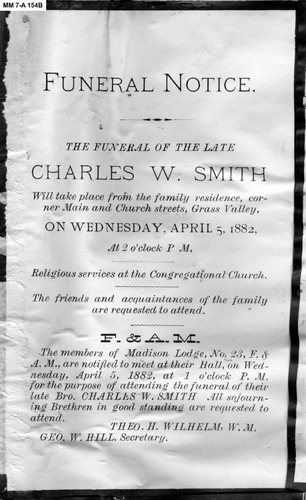 MM 7-A 154B
FUNERAL NOTICE.
THE FUNERAL OF THE LATE
CHARLES W. SMITH
Will take place from the family residence, cor-
ner Main and Church streets, Grass Valley,
ON WEDNESDAY, APRIL 5, 1882,
At 2 o'clock P M.
Religious services at the Congregational Church.
The friends and acquaintances of the family
are requested to attend.
F. & A. M.
The members of Madison Lodge, No. 23, F. &
A. M., are notified to meet at their Hall, on Wed-
nesday, April 5, 1882, at 1 o'clock P. M.
for the purpose of attending the funeral of their
late Bro. CHARLES W. SMITH All sojourn-
ing Brethren in good standing are requested to
attend.
THEO. H. WILHELM, W. M.
GEO. W. HILL, Secretary.